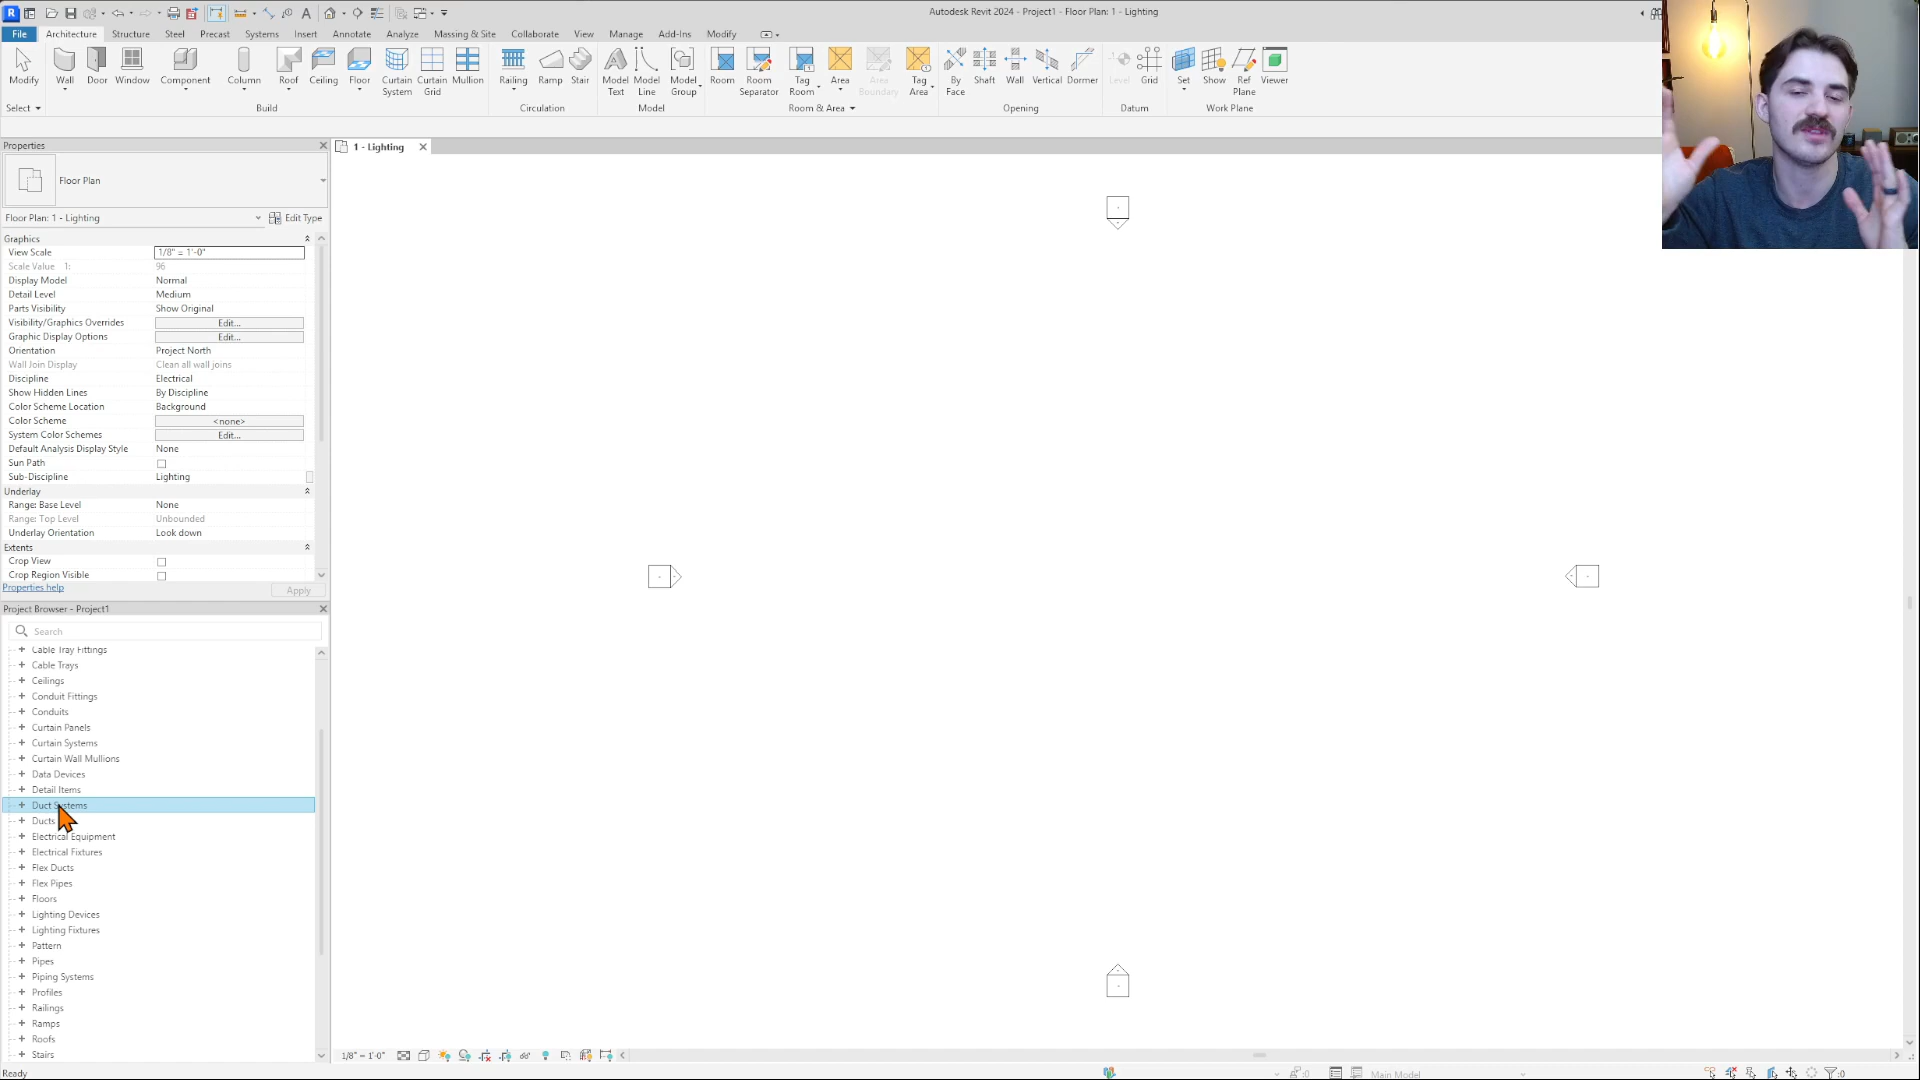 Autodesk Revit 2024 - Project1 - Floor Plan: 1 - Lighting
File Architecture Structure Steel Precast Systems Insert Annotate Analyze Massing & Site Collaborate View Manage Add-Ins Modify
Modify Wall Door Window Component Column Roof Ceiling Floor Curtain System Curtain Grid Mullion Railing Ramp Stair Model Text Model Line Model Group Room Room Separator Tag Room Area Area Boundary Tag Area By Face Shaft Wall Vertical Dormer Level Grid Set Show Ref Plane Viewer
Select Build Circulation Model Room & Area Opening Datum Work Plane
Properties
1 - Lighting
Floor Plan
Floor Plan: 1 - Lighting Edit Type
Graphics
View Scale 1/8" = 1'-0"
Scale Value 1: 96
Display Model Normal
Detail Level Medium
Parts Visibility Show Original
Visibility/Graphics Overrides Edit...
Graphic Display Options Edit...
Orientation Project North
Wall Join Display Clean all wall joins
Discipline Electrical
Show Hidden Lines By Discipline
Color Scheme Location Background
Color Scheme <none>
System Color Schemes Edit...
Default Analysis Display Style None
Sun Path
Sub-Discipline Lighting
Underlay
Range: Base Level None
Range: Top Level Unbounded
Underlay Orientation Look down
Extents
Crop View
Crop Region Visible
Properties help Apply
Project Browser - Project1
Search
Cable Tray Fittings
Cable Trays
Ceilings
Conduit Fittings
Conduits
Curtain Panels
Curtain Systems
Curtain Wall Mullions
Data Devices
Detail Items
Duct Systems
Ducts
Electrical Equipment
Electrical Fixtures
Flex Ducts
Flex Pipes
Floors
Lighting Devices
Lighting Fixtures
Pattern
Pipes
Piping Systems
Profiles
Railings
Ramps
Roofs
Stairs
1/8" = 1'-0"
Ready :0 Main Model :0